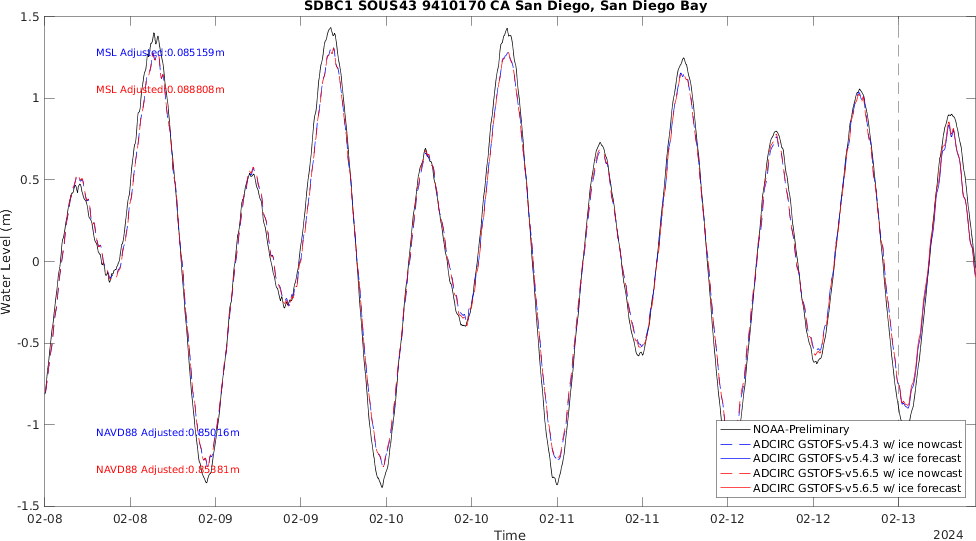 SDBC1 SOUS43 9410170 CA San Diego, San Diego Bay
1.5
MSL Adjusted:0.085159m
MSL Adjusted:0.088808m
1
0.5
Water Level (m)
0
-0.5
-1
NAVD88 Adjusted:0.85016m
NAVD88 Adjusted:0.85381m
NOAA-Preliminary
ADCIRC GSTOFS-v5.4.3 w/ ice nowcast
ADCIRC GSTOFS-v5.4.3 w/ ice forecast
ADCIRC GSTOFS-v5.6.5 w/ ice nowcast
ADCIRC GSTOFS-v5.6.5 w/ ice forecast
-1.5
02-08 02-08 02-09 02-09 02-10 02-10 02-11 02-11 02-12 02-12 02-13
Time
2024